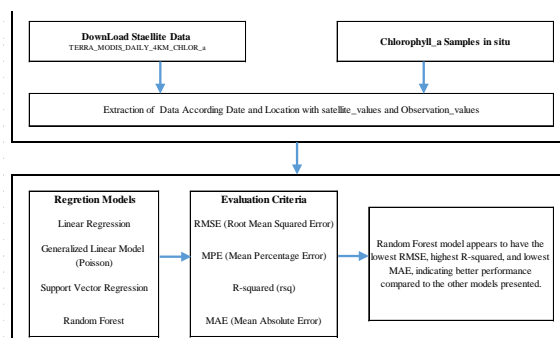 DownLoad Staellite Data
TERRA_MODIS_DAILY_4KM_CHLOR_a
Chlorophyll_a Samples in situ
Extraction of Data According Date and Location with satellite_values and Observation_values
Regretion Models
Linear Regression
Generalized Linear Model
(Poisson)
Support Vector Regression
Random Forest
Evaluation Criteria
RMSE (Root Mean Squared Error)
MPE (Mean Percentage Error)
R-squared (rsq)
MAE (Mean Absolute Error)
Random Forest model appears to have the
lowest RMSE, highest R-squared, and lowest
MAE, indicating better performance
compared to the other models presented.